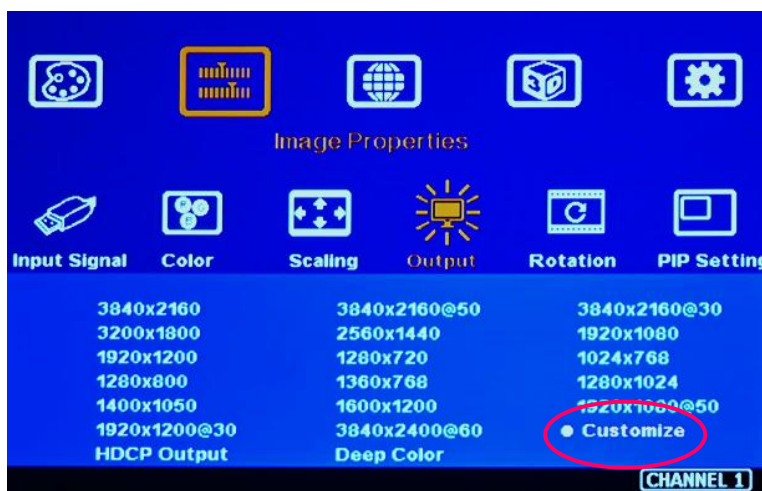 3D
Image Properties
R G
B
C
Input Signal Color Scaling Output Rotation PIP Setting
3840x2160 3840x2160@50 3840x2160@30
3200x1800 2560x1440 1920x1080
1920x1200 1280x720 1024x768
1280x800 1360x768 1280x1024
1400x1050 1600x1200 1920x1080@50
1920x1200@30 3840x2400@60 Customize
HDCP Output Deep Color
CHANNEL 1